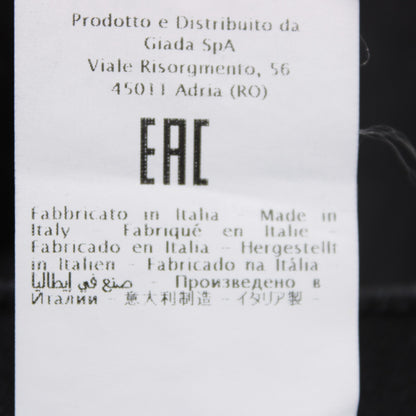 Prodotto e Distribuito da
Giada SpA
Viale Risorgmento, 56
45011 Adria (RO)
EAC
Fabbricato in Italia - Made in
Italy - Fabriqué en Italie -
Fabricado en Italia - Hergestellt
in Italien - Fabricado na Itália
صنع في إيطاليا - Произведено в
Италии - 意大利制造 - イタリア製 -